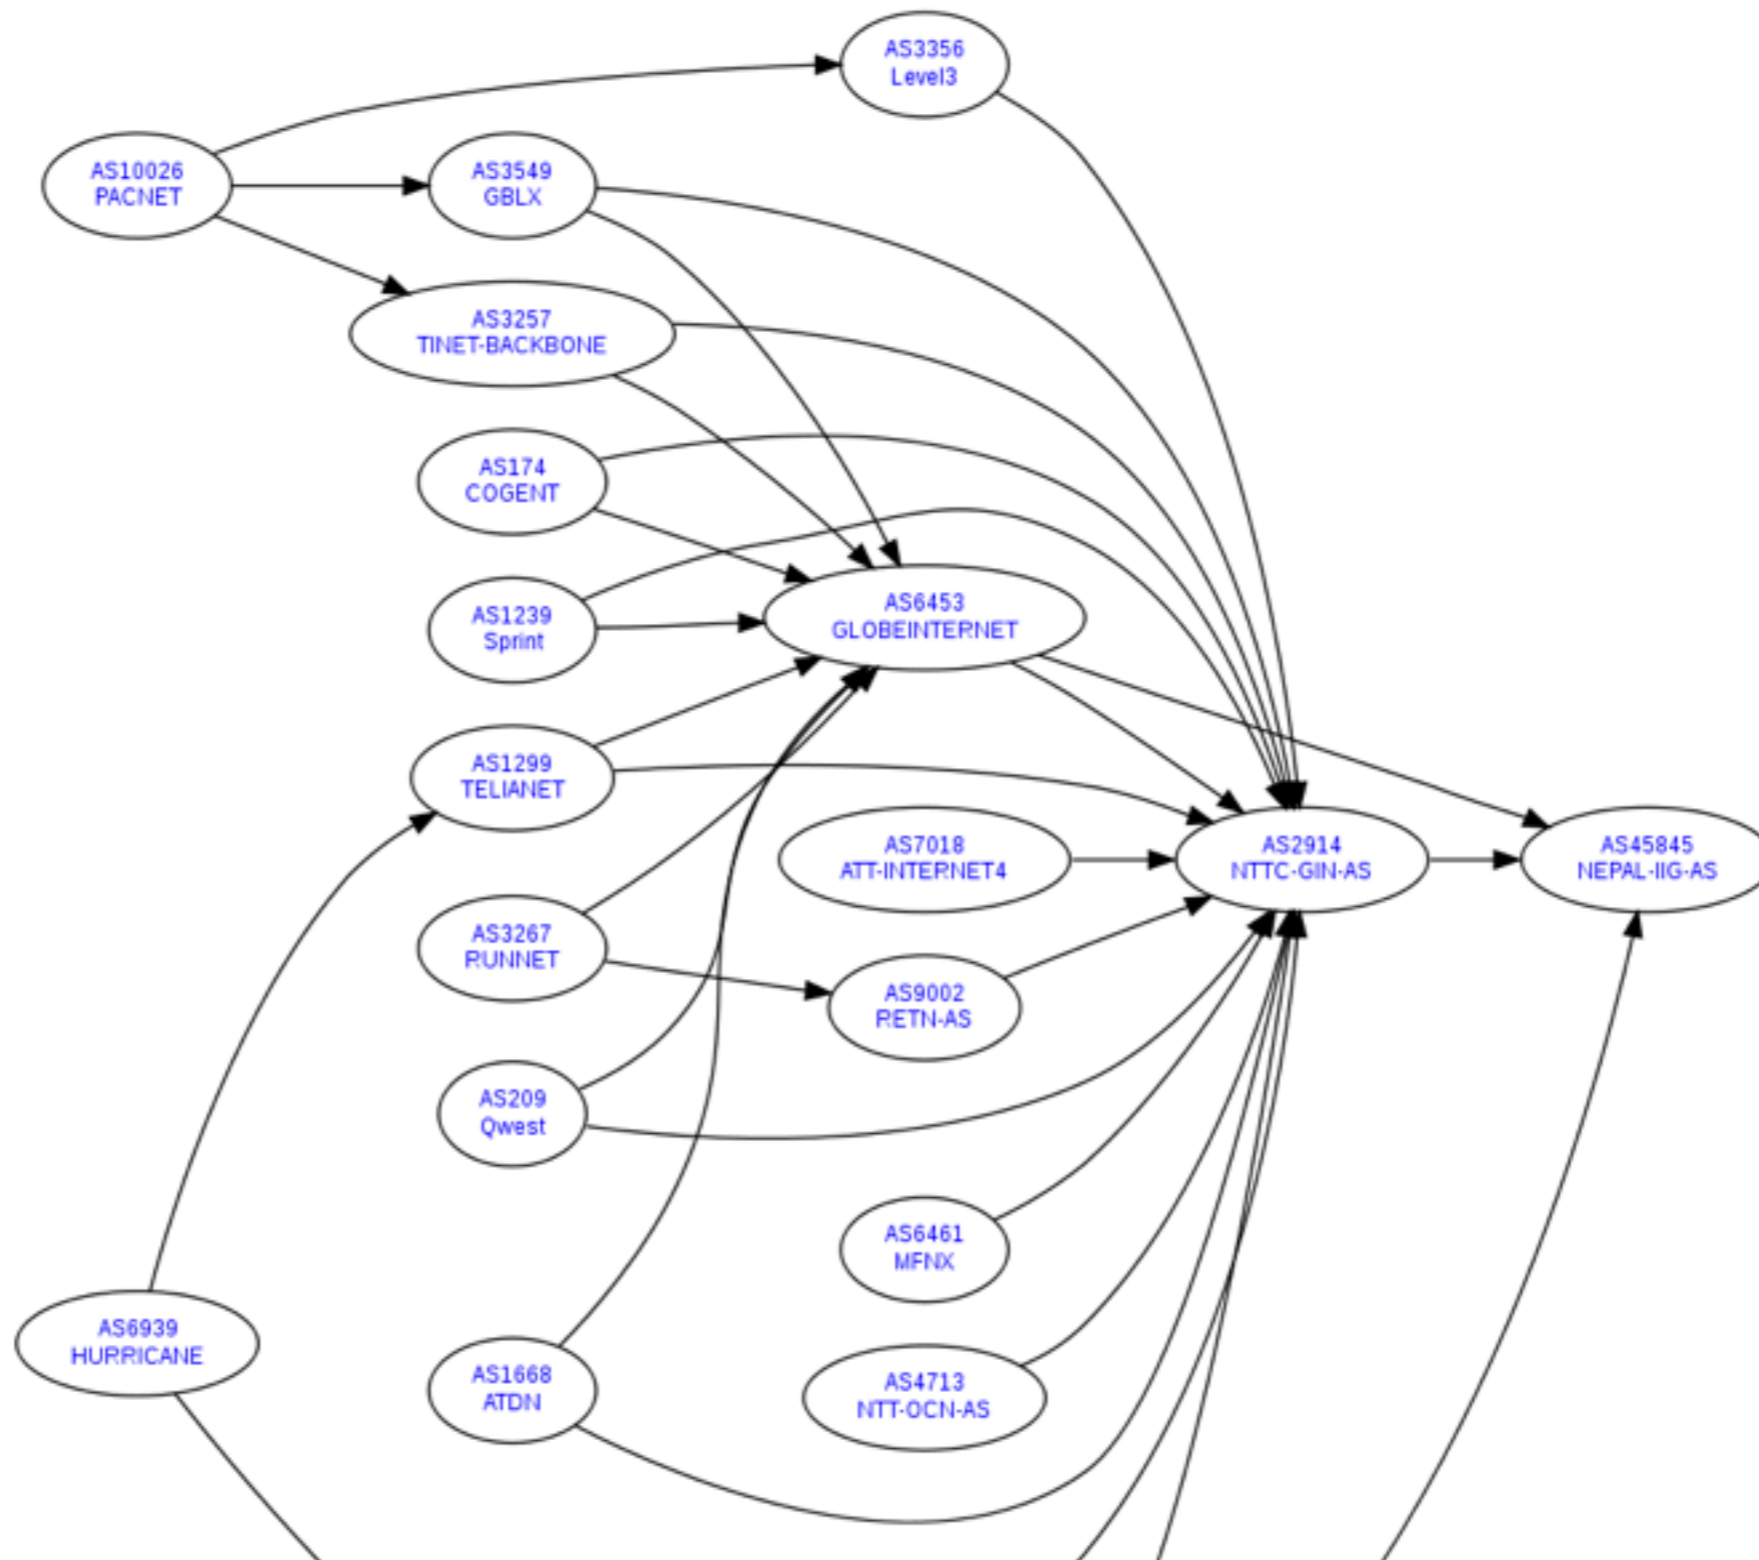 AS3356
Level3
AS10026
PACNET
AS3549
GBLX
AS3257
TINET-BACKBONE
AS174
COGENT
AS1239
Sprint
AS6453
GLOBEINTERNET
AS1299
TELIANET
AS7018
ATT-INTERNET4
AS2914
NTTC-GIN-AS
AS45845
NEPAL-IIG-AS
AS3267
RUNNET
AS9002
RETN-AS
AS209
Qwest
AS6461
MFNX
AS6939
HURRICANE
AS1668
ATDN
AS4713
NTT-OCN-AS